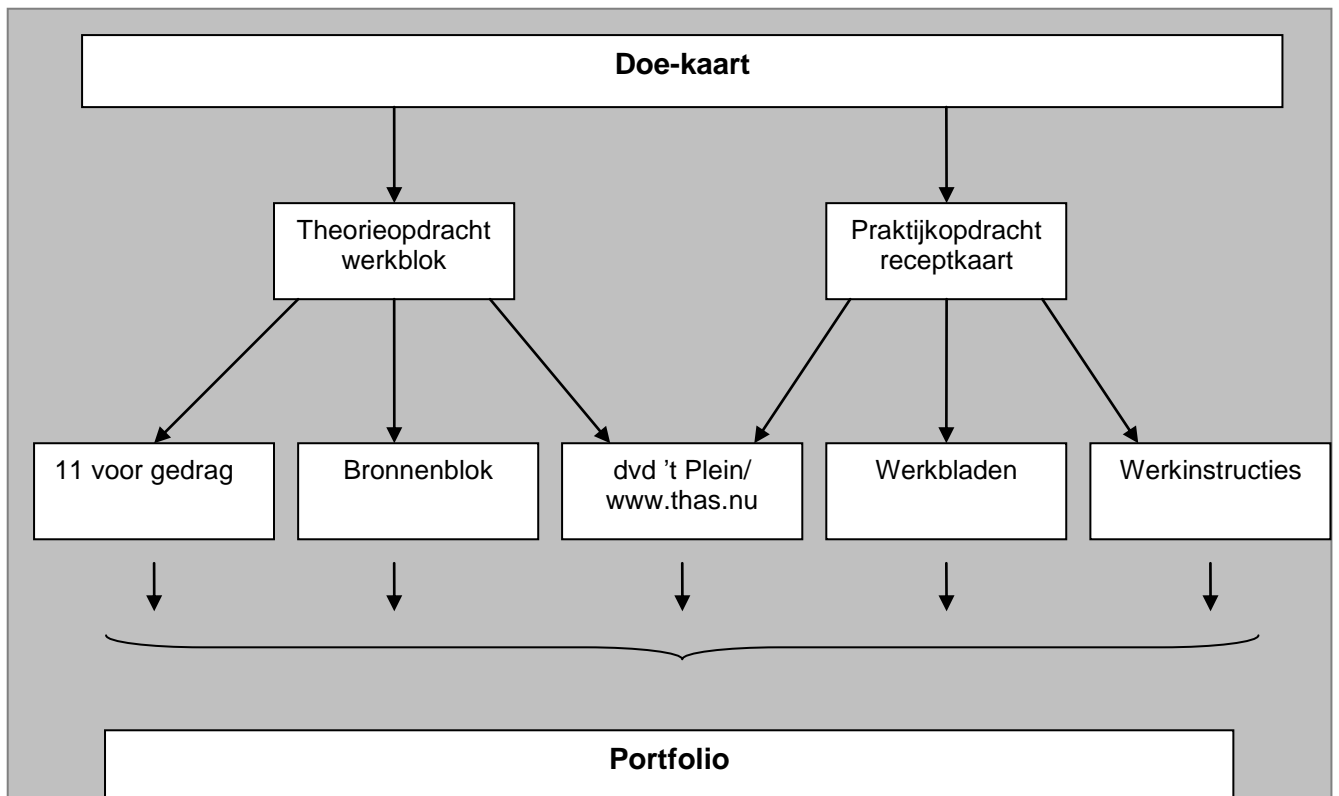 Doe-kaart
Theorieopdracht
werkblok
Praktijkopdracht
receptkaart
11 voor gedrag
Bronnenblok
dvd ’t Plein/
www.thas.nu
Werkbladen
Werkinstructies
Portfolio